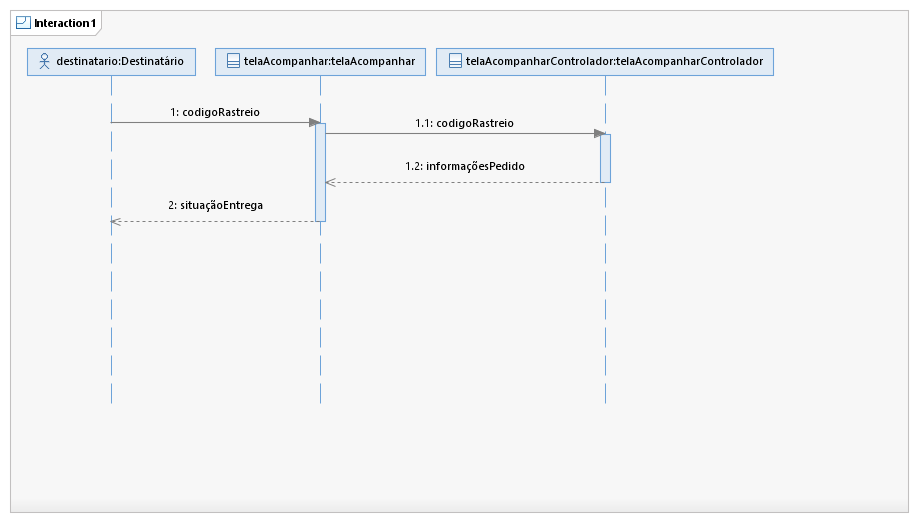 Interaction1
destinatario:Destinatário
telaAcompanhar:telaAcompanhar
telaAcompanharControlador:telaAcompanharControlador
1: codigoRastreio
1.1: codigoRastreio
1.2: informaçõesPedido
2: situaçãoEntrega